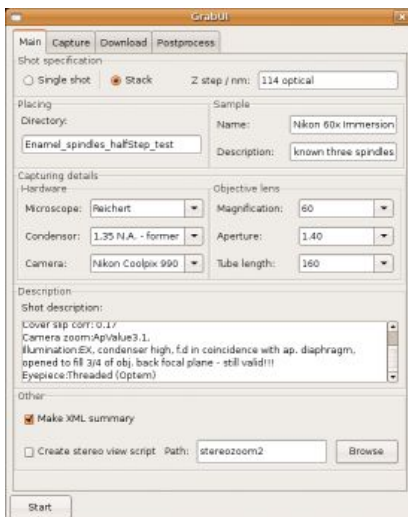 GrabUI
Main Capture Download Postprocess
Shot specification
Single shot Stack Z step / nm: 114 optical
Placing
Directory:
Enamel_spindles_halfStep_test
Sample
Name: Nikon 60x Immersion
Description: known three spindles
Capturing details
Hardware
Microscope: Reichert
Condensor: 1.35 N.A. - former
Camera: Nikon Coolpix 990
Objective lens
Magnification: 60
Aperture: 1.40
Tube length: 160
Description
Shot description:
Cover slip corr: 0.17
Camera zoom:ApValue3.1.
Illumination:EX, condenser high, f.d in coincidence with ap. diaphragm,
opened to fill 3/4 of obj. back focal plane - still valid!!!
Eyepiece:Threaded (Optem)
Other
Make XML summary
Create stereo view script Path: stereozoom2 Browse
Start